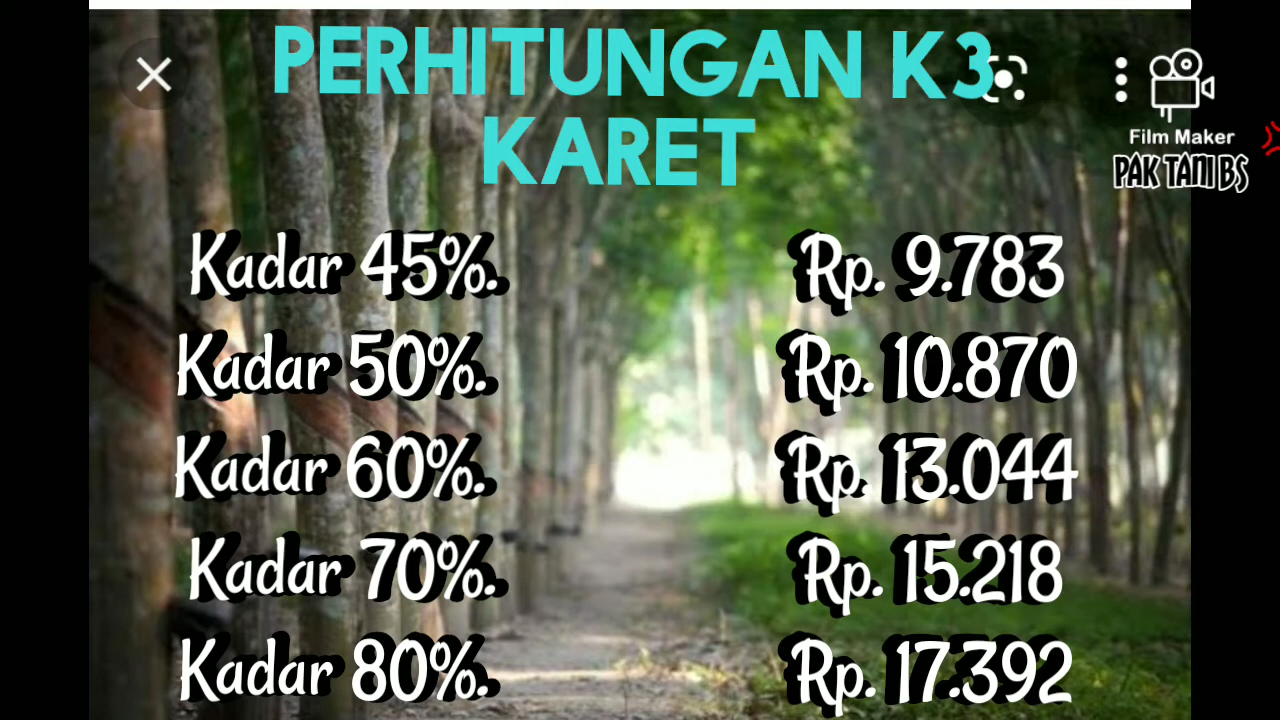 PERHITUNGAN K3
KARET
Film Maker
PAK TANI BS
Kadar 45%. Rp. 9.783
Kadar 50%. Rp. 10.870
Kadar 60%. Rp. 13.044
Kadar 70%. Rp. 15.218
Kadar 80%. Rp. 17.392